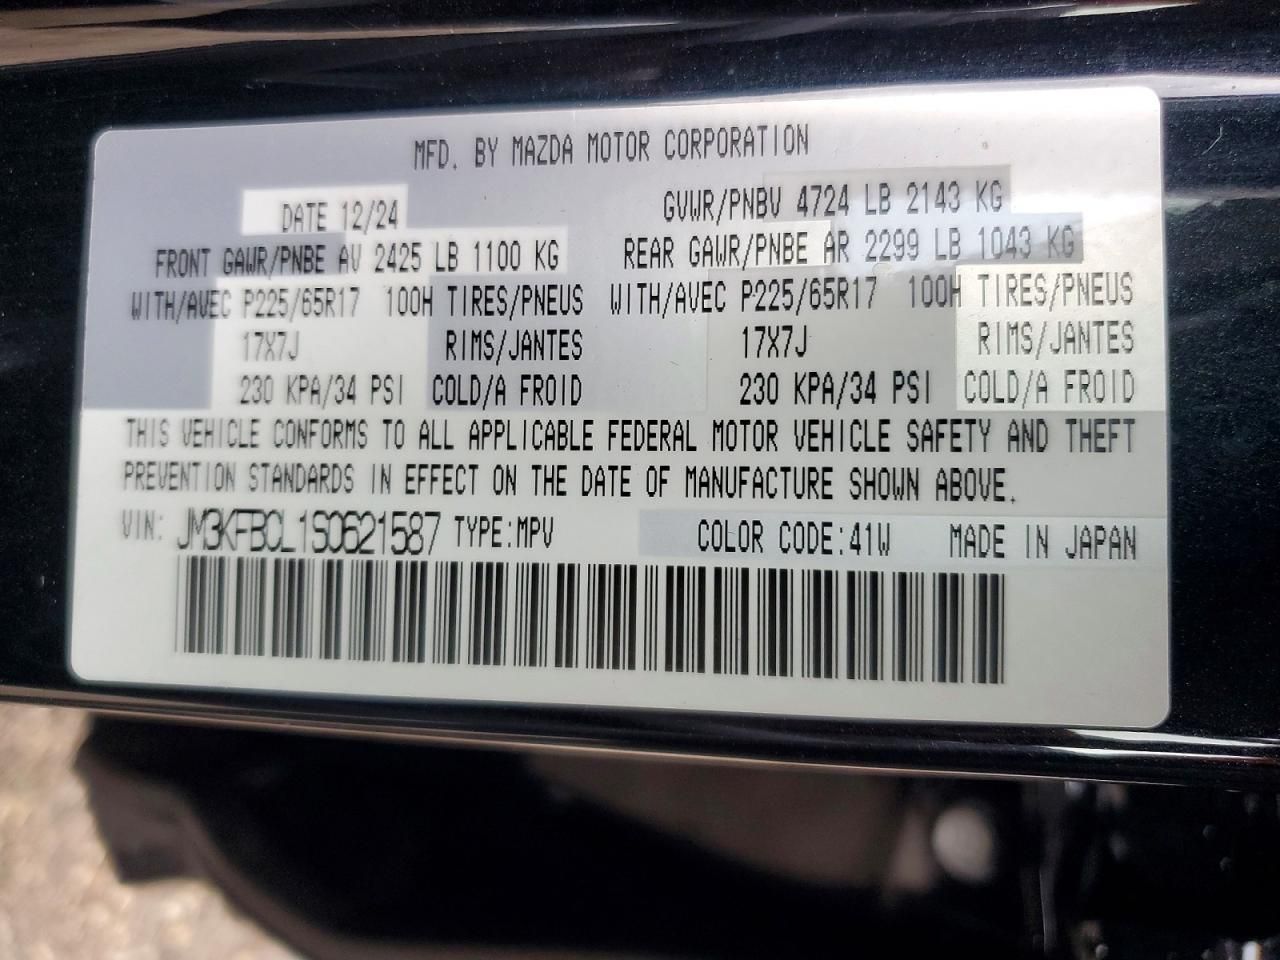 MFD. BY MAZDA MOTOR CORPORATION
DATE 12/24 GVWR/PNBV 4724 LB 2143 KG
FRONT GAWR/PNBE AV 2425 LB 1100 KG REAR GAWR/PNBE AR 2299 LB 1043 KG
WITH/AVEC P225/65R17 100H TIRES/PNEUS WITH/AVEC P225/65R17 100H TIRES/PNEUS
17X7J RIMS/JANTES 17X7J RIMS/JANTES
230 KPA/34 PSI COLD/A FROID 230 KPA/34 PSI COLD/A FROID
THIS VEHICLE CONFORMS TO ALL APPLICABLE FEDERAL MOTOR VEHICLE SAFETY AND THEFT
PREVENTION STANDARDS IN EFFECT ON THE DATE OF MANUFACTURE SHOWN ABOVE.
VIN: JM3KFBCL1S0621587 TYPE:MPV COLOR CODE:41W MADE IN JAPAN